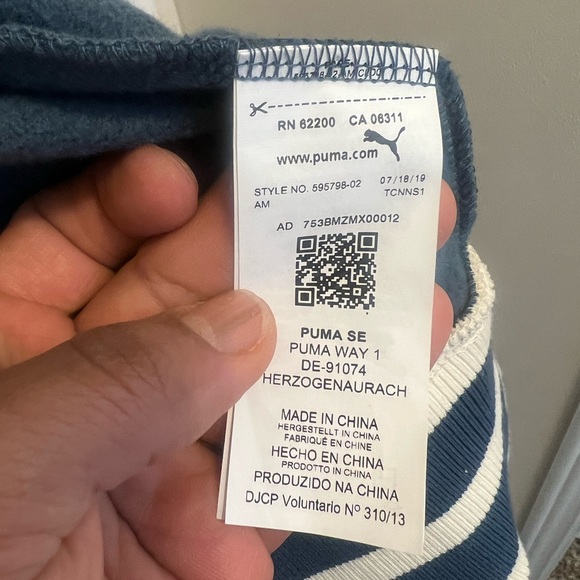 RN 62200 CA 06311
www.puma.com
STYLE NO. 595798-02 07/18/19
AM TCNNS1
AD 753BMZMX00012
PUMA SE
PUMA WAY 1
DE-91074
HERZOGENAURACH
MADE IN CHINA
HERGESTELLT IN CHINA
FABRIQUÉ EN CHINE
HECHO EN CHINA
PRODOTTO IN CHINA
PRODUZIDO NA CHINA
DJCP Voluntario Nº 310/13